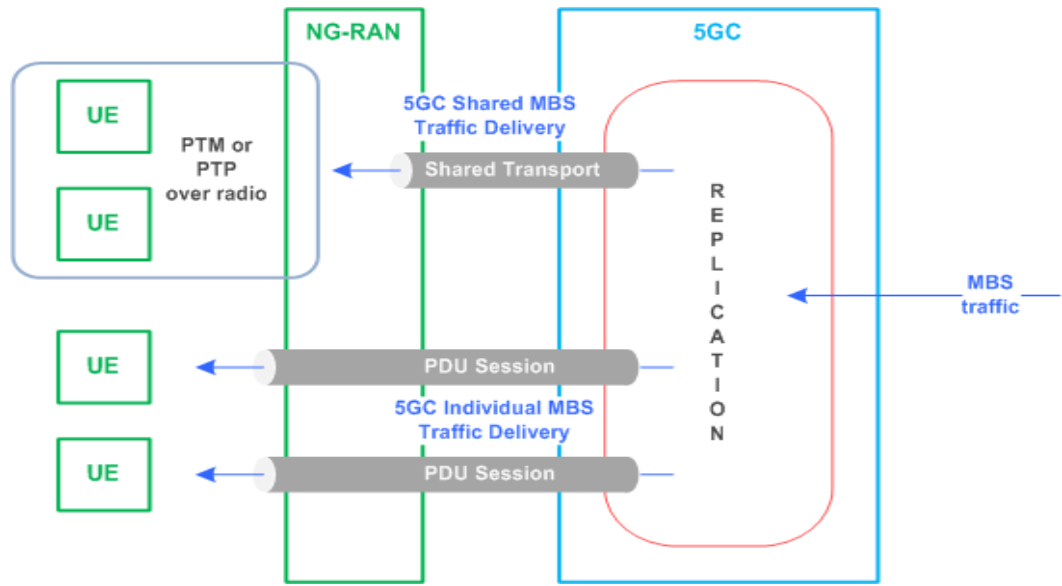 NG-RAN
5GC
UE
UE
PTM or
PTP
over radio
5GC Shared MBS
Traffic Delivery
Shared Transport
REPLICATION
MBS
traffic
UE
PDU Session
5GC Individual MBS
Traffic Delivery
UE
PDU Session